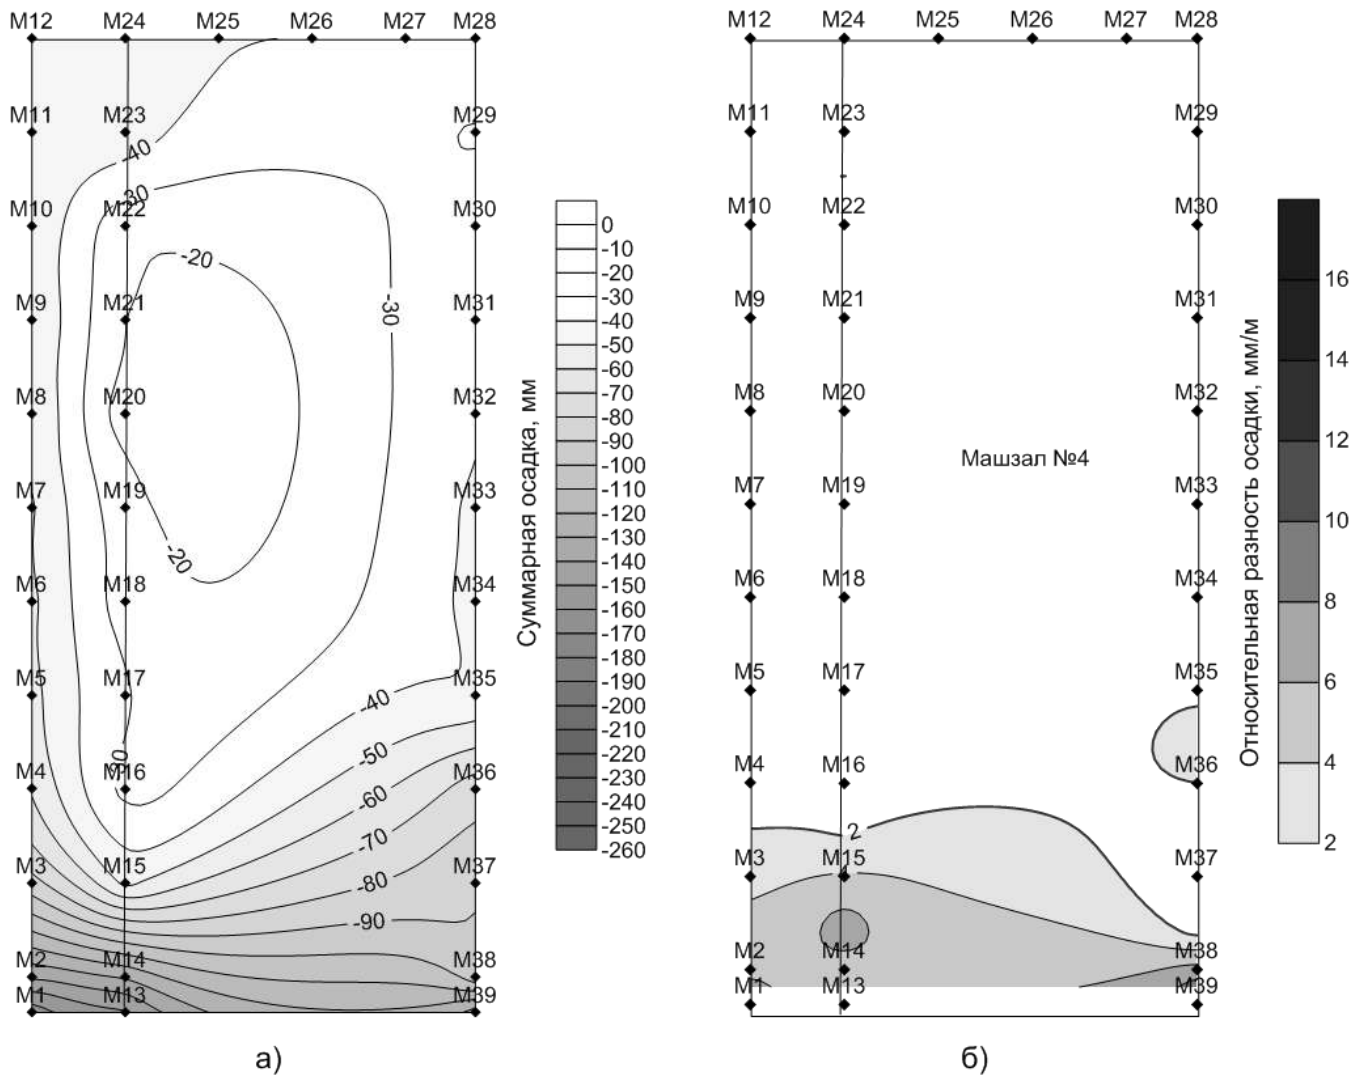 M12 M24 M25 M26 M27 M28
M11 M23 M29
-40
-30
M10 M22 M30
-20
M9 M21 M31
-30
M8 M20 M32
M7 M19 M33
-20
M6 M18 M34
M5 M17 M35
-40
-50
M4 M16 M36
-60
-70
M3 M15 M37
-80
-90
M2 M14 M38
M1 M13 M39
а)
0
-10
-20
-30
-40
-50
-60
-70
-80
-90
-100
-110
-120
-130
-140
-150
-160
-170
-180
-190
-200
-210
-220
-230
-240
-250
-260
Суммарная осадка, мм
M12 M24 M25 M26 M27 M28
M11 M23 M29
M10 M22 M30
M9 M21 M31
M8 M20 M32
Машзал №4
M7 M19 M33
M6 M18 M34
M5 M17 M35
M4 M16 M36
2
M3 M15 M37
4
M2 M14 M38
M1 M13 M39
б)
Относительная разность осадки, мм/м
16
14
12
10
8
6
4
2